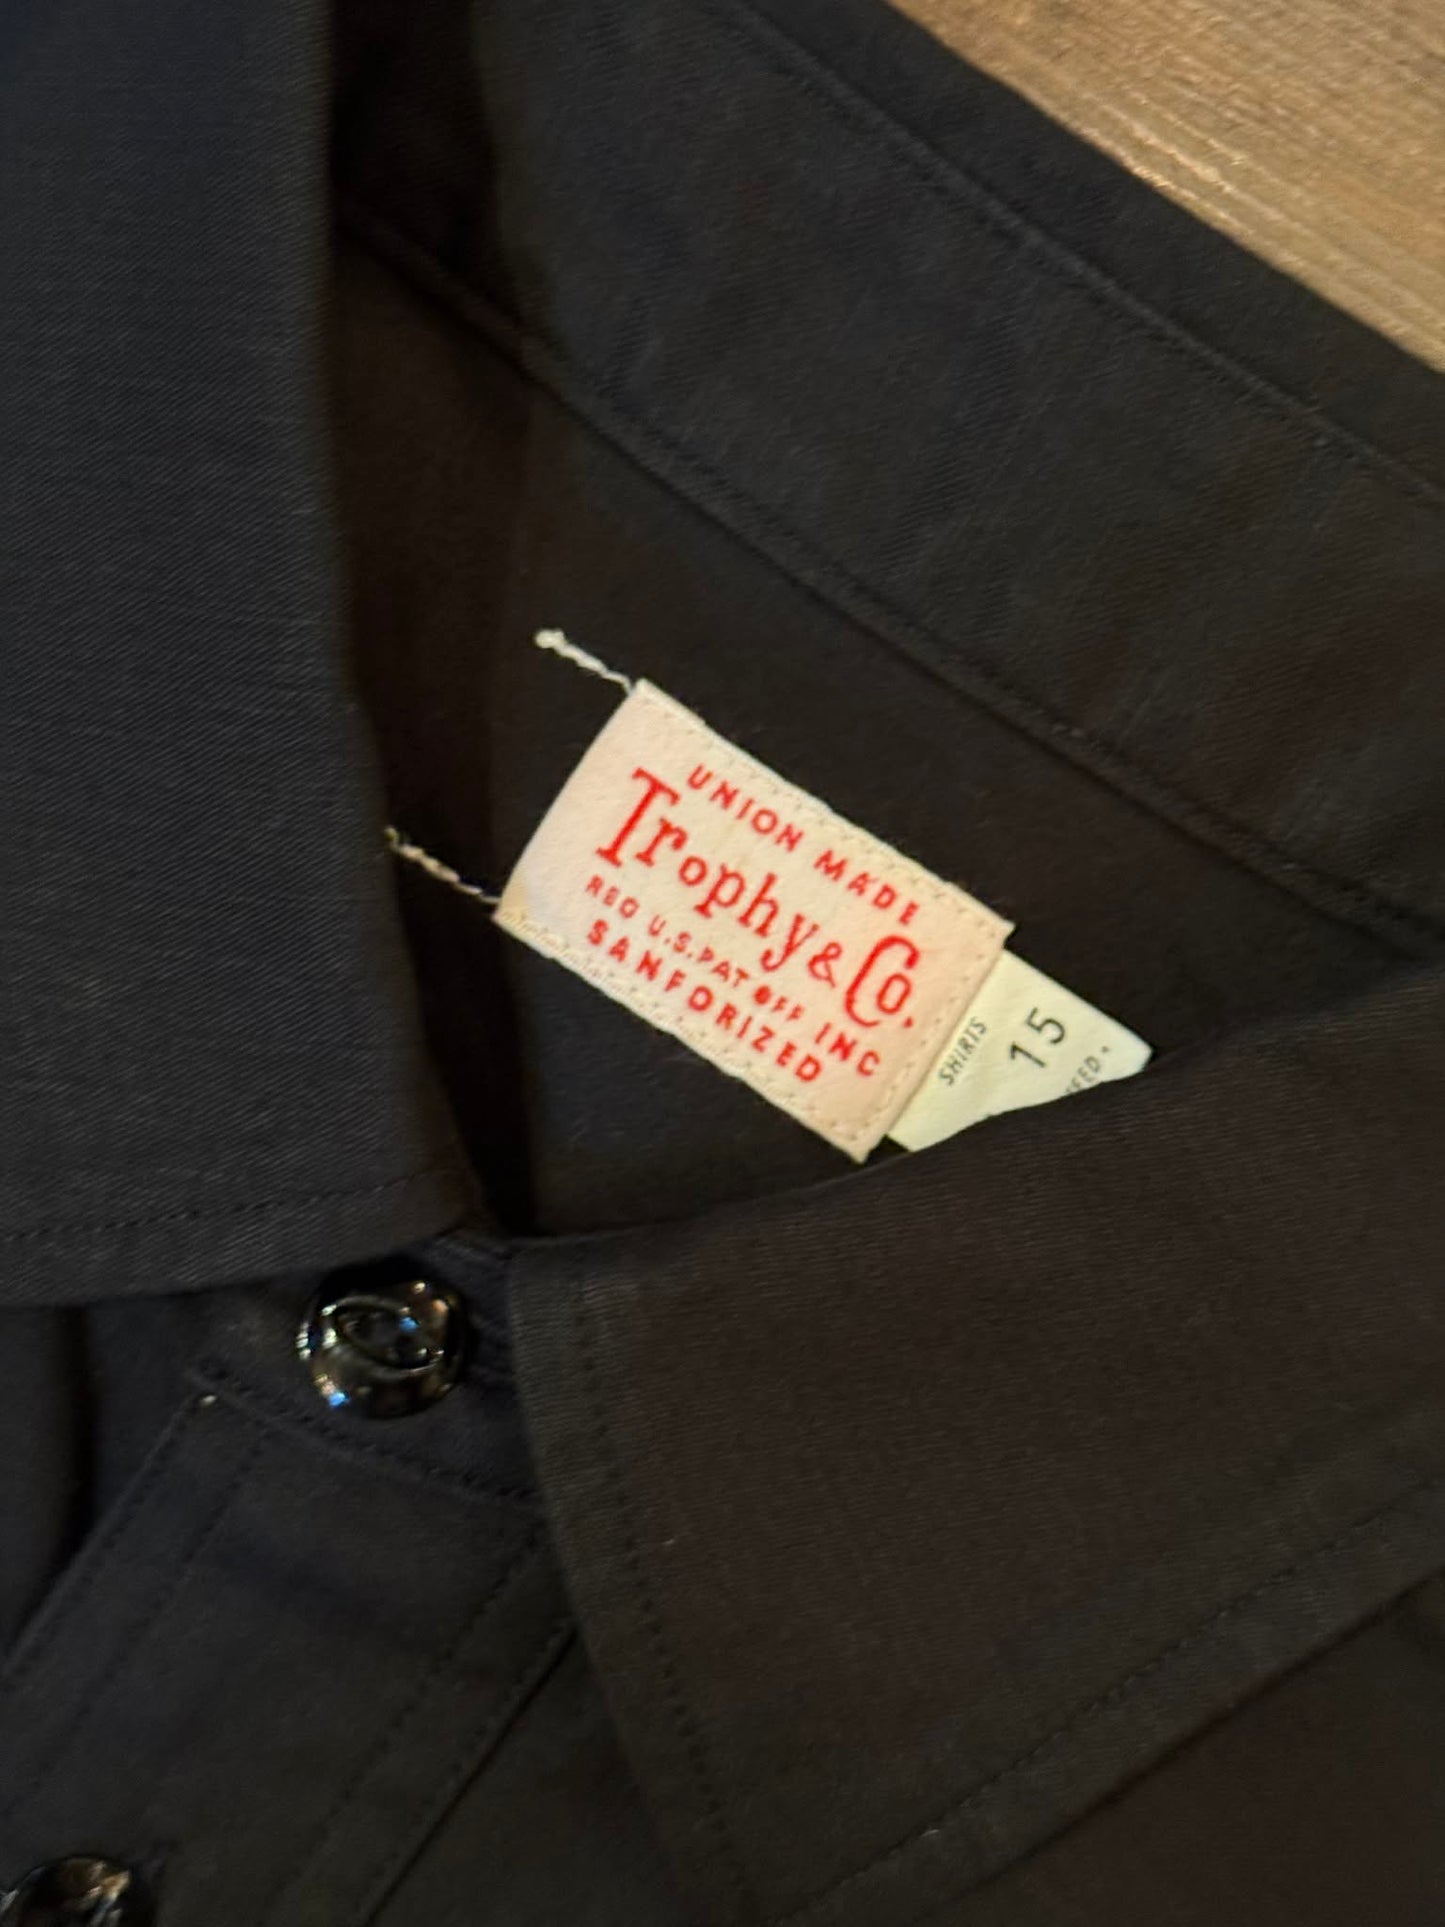 UNION MADE
Trophy & Co.
REG U.S. PAT OFF INC
SANFORIZED
SHIRTS
15